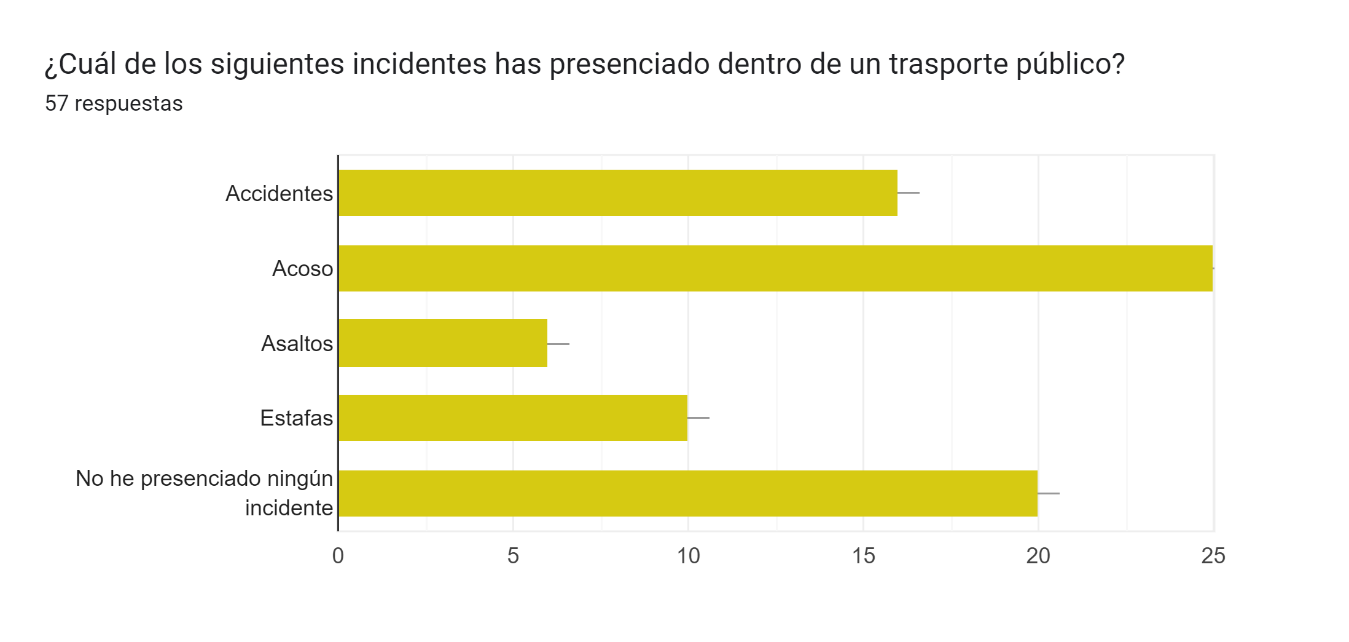 ¿Cuál de los siguientes incidentes has presenciado dentro de un trasporte público?
57 respuestas
Accidentes
Acoso
Asaltos
Estafas
No he presenciado ningún
incidente
0 5 10 15 20 25